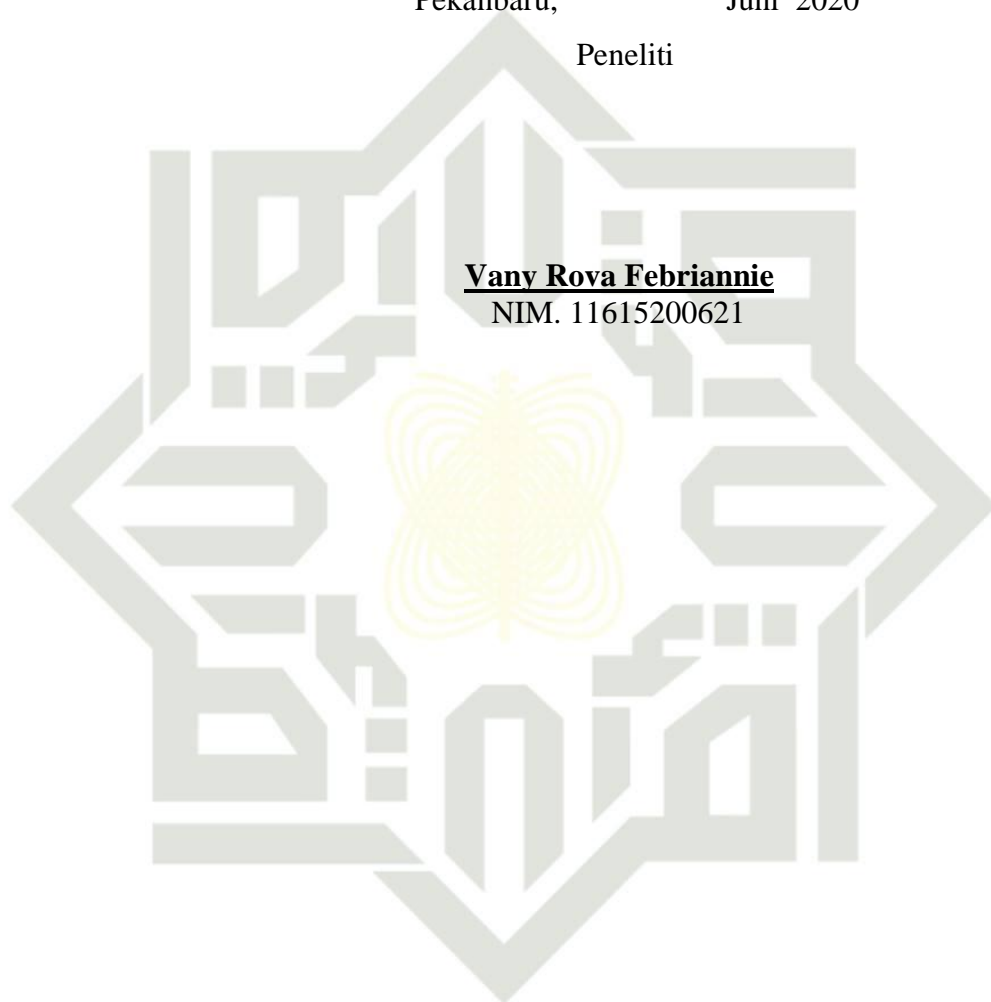 Pekanbaru, Juni 2020
Peneliti
Vany Rova Febriannie
NIM. 11615200621